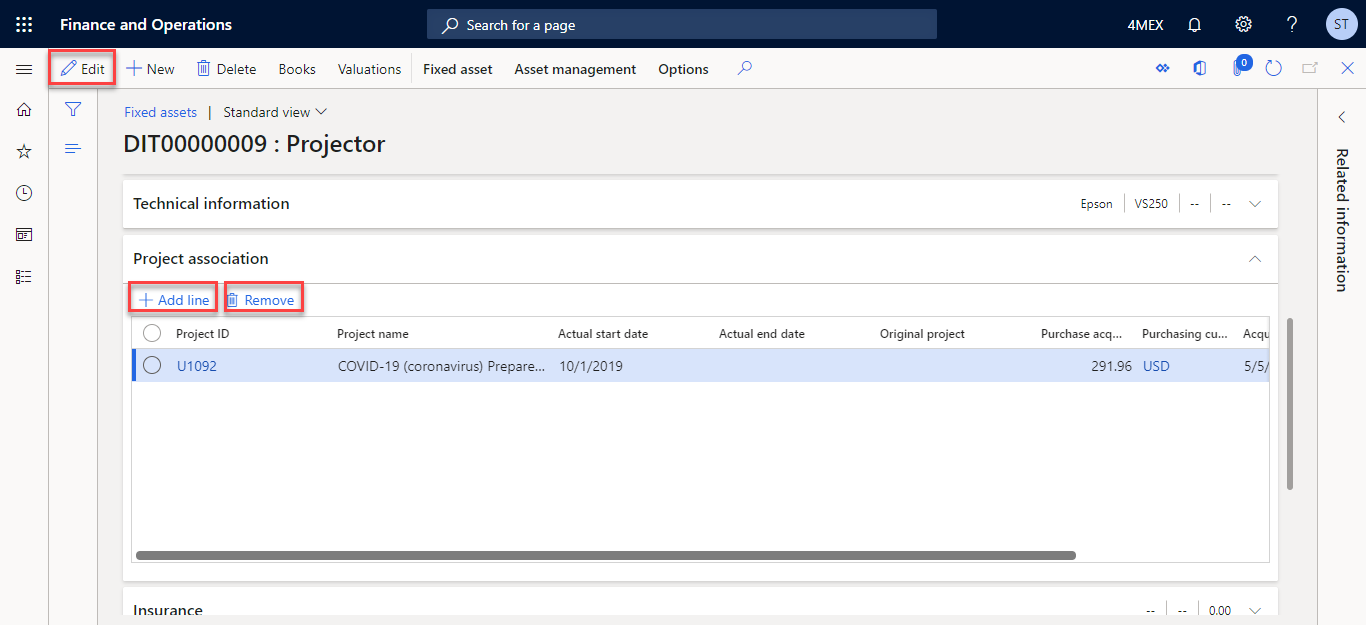 Finance and Operations
Search for a page
4MEX
?
ST
Edit
New
Delete
Books
Valuations
Fixed asset
Asset management
Options
0
Fixed assets | Standard view
DIT00000009 : Projector
Technical information
Epson
VS250
--
--
Project association
Add line
Remove
Project ID
Project name
Actual start date
Actual end date
Original project
Purchase acq...
Purchasing cu...
Acqu
U1092
COVID-19 (coronavirus) Prepare...
10/1/2019
291.96
USD
5/5/
Insurance
--
--
0.00
Related information